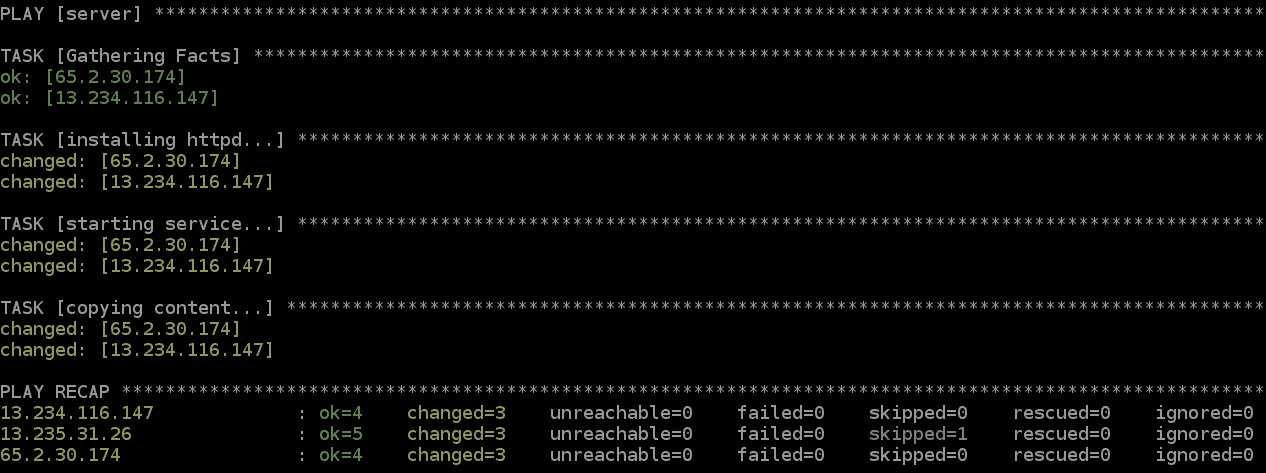 PLAY [server] *****************************************************************************************************
TASK [Gathering Facts] ********************************************************************************************
ok: [65.2.30.174]
ok: [13.234.116.147]
TASK [installing httpd...] ****************************************************************************************
changed: [65.2.30.174]
changed: [13.234.116.147]
TASK [starting service...] ****************************************************************************************
changed: [65.2.30.174]
changed: [13.234.116.147]
TASK [copying content...] *****************************************************************************************
changed: [65.2.30.174]
changed: [13.234.116.147]
PLAY RECAP ********************************************************************************************************
13.234.116.147 : ok=4 changed=3 unreachable=0 failed=0 skipped=0 rescued=0 ignored=0
13.235.31.26 : ok=5 changed=3 unreachable=0 failed=0 skipped=1 rescued=0 ignored=0
65.2.30.174 : ok=4 changed=3 unreachable=0 failed=0 skipped=0 rescued=0 ignored=0